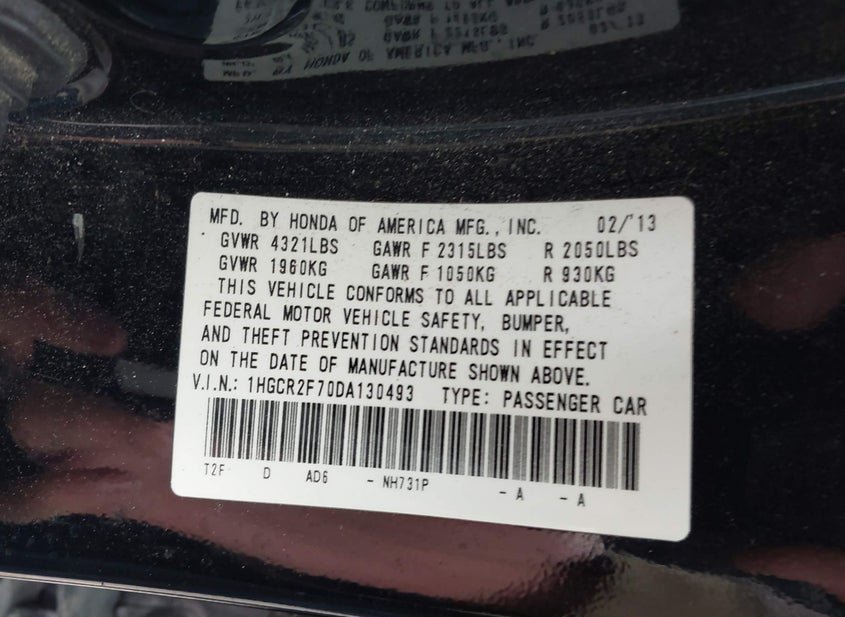 MFD. BY HONDA OF AMERICA MFG., INC. 02/'13
GVWR 4321LBS GAWR F 2315LBS R 2050LBS
GVWR 1960KG GAWR F 1050KG R 930KG
THIS VEHICLE CONFORMS TO ALL APPLICABLE
FEDERAL MOTOR VEHICLE SAFETY, BUMPER,
AND THEFT PREVENTION STANDARDS IN EFFECT
ON THE DATE OF MANUFACTURE SHOWN ABOVE.
V.I.N.: 1HGCR2F70DA130493 TYPE: PASSENGER CAR
T2F D AD6 - NH731P - A - A